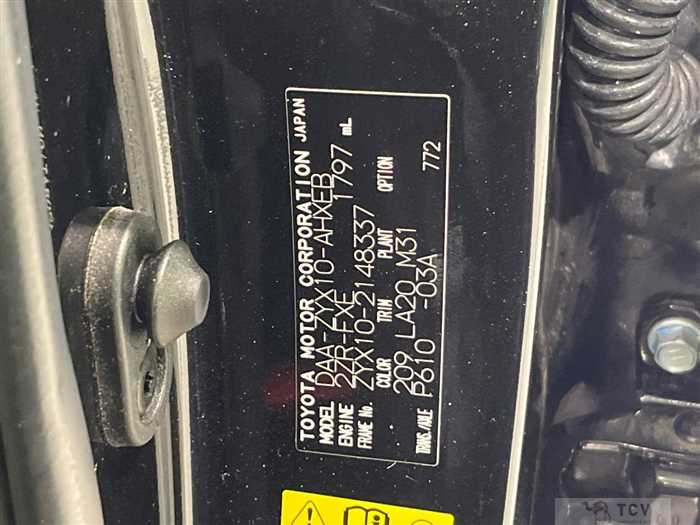 TOYOTA MOTOR CORPORATION JAPAN
MODEL DAA-ZYX10-AHXEB
ENGINE 2ZR-FXE 1797 mL
FRAME No. ZYX10-2148337
COLOR TRIM PLANT OPTION
209 LA20 M31
TRANS./AXLE P610 -03A 772
TCV